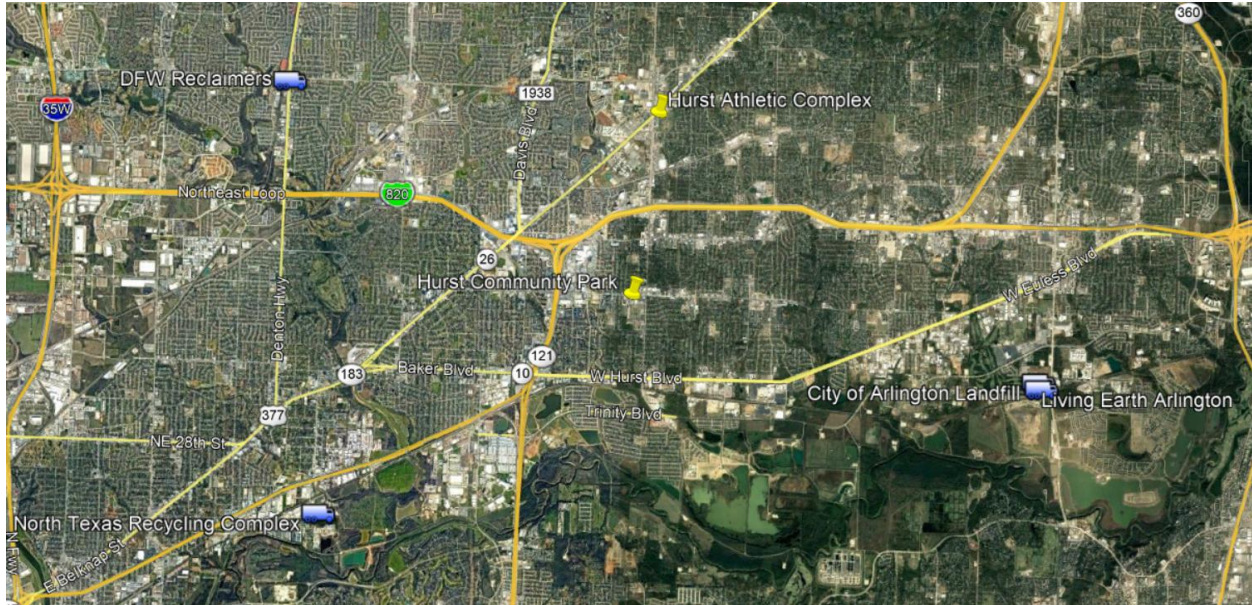 360
DFW Reclaimers
35W
1938
Hurst Athletic Complex
Davis Blvd
Northeast Loop
820
26
Hurst Community Park
W Euless Blvd
Denton Hwy
121
183
Baker Blvd
10
W Hurst Blvd
City of Arlington Landfill
Living Earth Arlington
377
Trinity Blvd
NE 28th St
North Texas Recycling Complex
E Belknap St